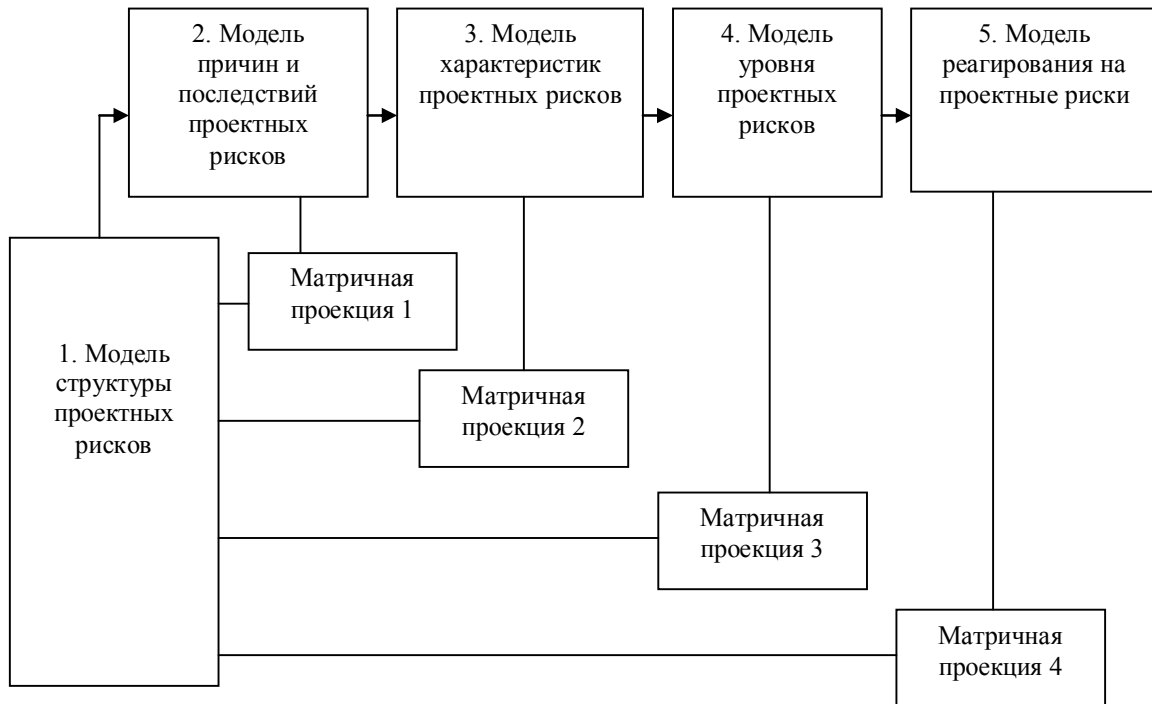 2. Модель
причин и
последствий
проектных
рисков
3. Модель
характеристик
проектных рисков
4. Модель
уровня
проектных
рисков
5. Модель
реагирования на
проектные риски
1. Модель
структуры
проектных
рисков
Матричная
проекция 1
Матричная
проекция 2
Матричная
проекция 3
Матричная
проекция 4